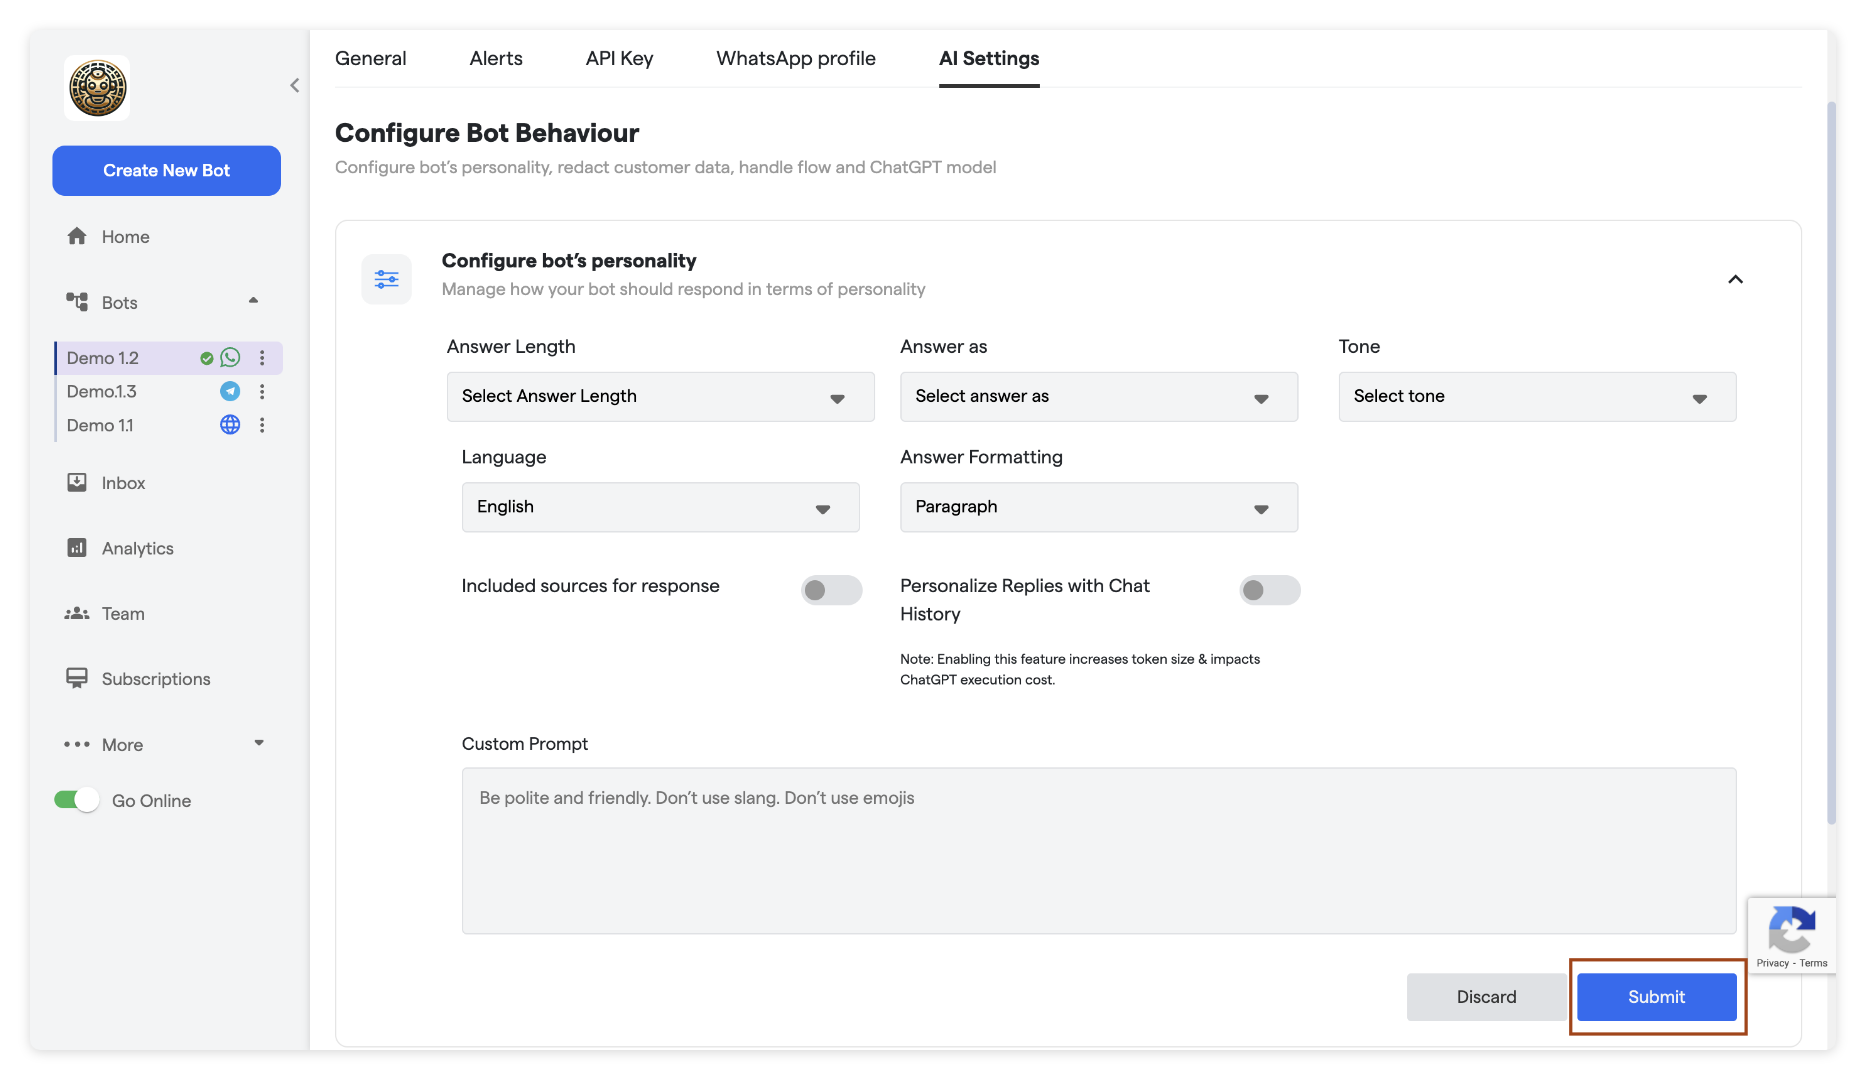 General
Alerts
API Key
WhatsApp profile
AI Settings
Create New Bot
Home
Bots
Demo 1.2
Demo.1.3
Demo 1.1
Inbox
Analytics
Team
Subscriptions
More
Go Online
Configure Bot Behaviour
Configure bot’s personality, redact customer data, handle flow and ChatGPT model
Configure bot’s personality
Manage how your bot should respond in terms of personality
Answer Length
Answer as
Tone
Select Answer Length
Select answer as
Select tone
Language
Answer Formatting
English
Paragraph
Included sources for response
Personalize Replies with Chat
History
Note: Enabling this feature increases token size & impacts
ChatGPT execution cost.
Custom Prompt
Be polite and friendly. Don’t use slang. Don’t use emojis
Privacy - Terms
Discard
Submit